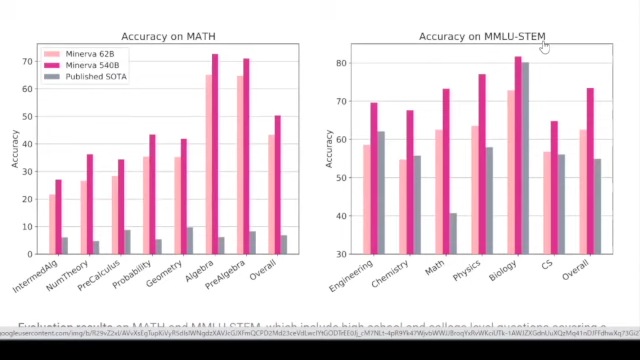 Accuracy on MATH
Minerva 62B
Minerva 540B
Published SOTA
Accuracy
70
60
50
40
30
20
10
0
IntermedAlg
NumTheory
PreCalculus
Probability
Geometry
Algebra
PreAlgebra
Overall
Accuracy on MMLU-STEM
Accuracy
80
70
60
50
40
30
Engineering
Chemistry
Math
Physics
Biology
CS
Overall
Evaluation results on MATH and MMLU-STEM, which include high school and college level questions covering a